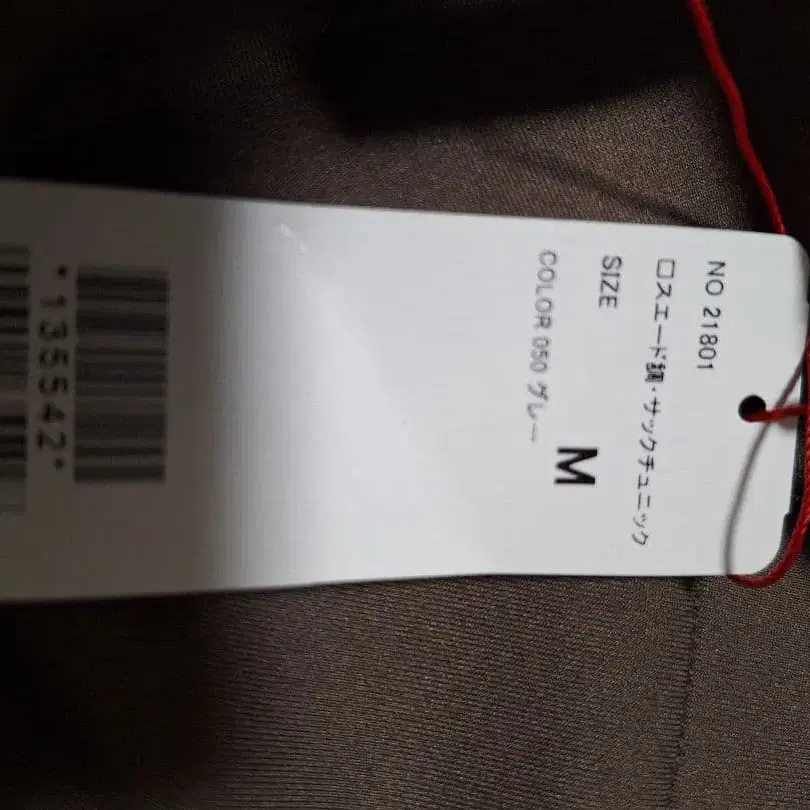 NO 21801
口スエード調・サックチュニック
SIZE
M
COLOR 050 グレー
*135542*